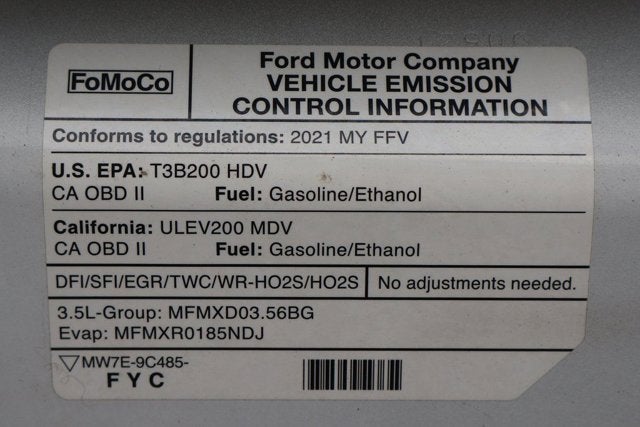 FoMoCo
Ford Motor Company
VEHICLE EMISSION
CONTROL INFORMATION
Conforms to regulations: 2021 MY FFV
U.S. EPA: T3B200 HDV
CA OBD II Fuel: Gasoline/Ethanol
California: ULEV200 MDV
CA OBD II Fuel: Gasoline/Ethanol
DFI/SFI/EGR/TWC/WR-HO2S/HO2S No adjustments needed.
3.5L-Group: MFMXD03.56BG
Evap: MFMXR0185NDJ
MW7E-9C485-
F Y C